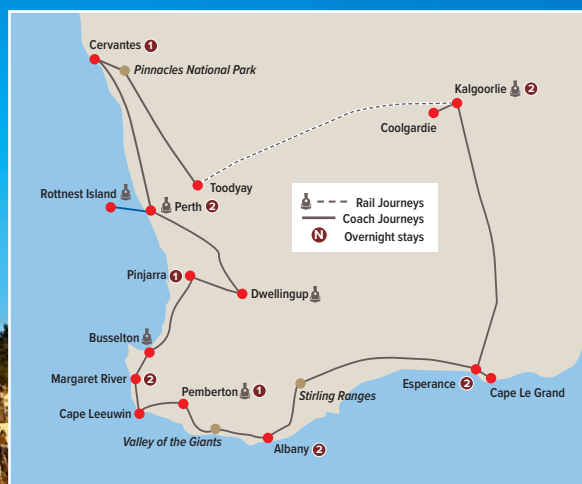 Cervantes 1
Pinnacles National Park
Kalgoorlie 2
Coolgardie
Toodyay
Rottnest Island
Perth 2
Rail Journeys
Coach Journeys
N Overnight stays
Pinjarra 1
Dwellingup
Busselton
Margaret River 2
Pemberton 1
Esperance 2
Cape Le Grand
Stirling Ranges
Cape Leeuwin
Valley of the Giants
Albany 2